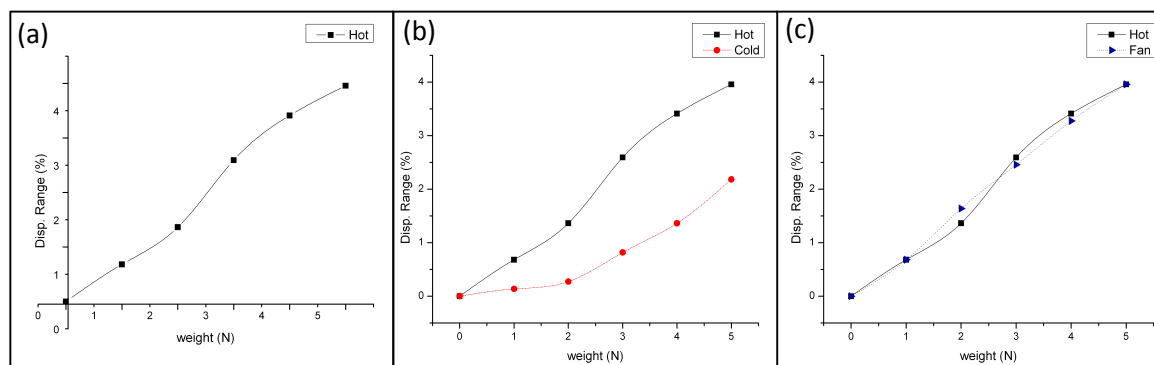 (a)
Hot
4
3
2
1
0
Disp. Range (%)
0 1 2 3 4 5
weight (N)
(b)
Hot
Cold
4
3
2
1
0
Disp. Range (%)
0 1 2 3 4 5
weight (N)
(c)
Hot
Fan
4
3
2
1
0
Disp. Range (%)
0 1 2 3 4 5
weight (N)